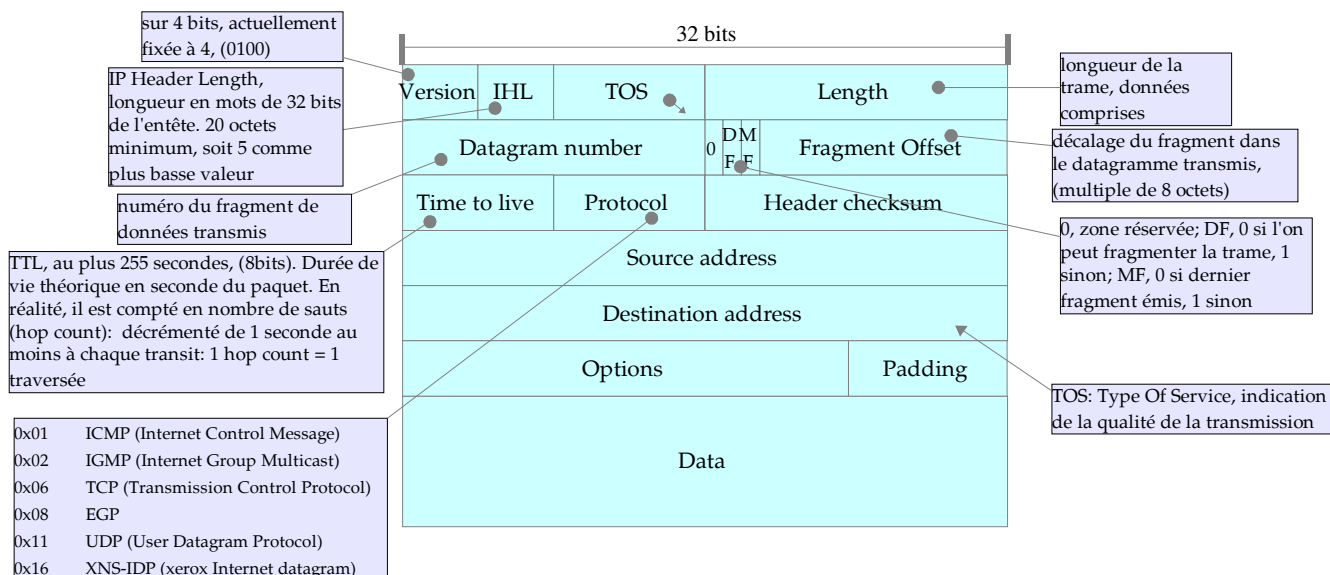 sur 4 bits, actuellement
fixée à 4, (0100)
32 bits
IP Header Length,
longueur en mots de 32 bits
de l'entête. 20 octets
minimum, soit 5 comme
plus basse valeur
numéro du fragment de
données transmis
TTL, au plus 255 secondes, (8bits). Durée de
vie théorique en seconde du paquet. En
réalité, il est compté en nombre de sauts
(hop count): décrémenté de 1 seconde au
moins à chaque transit: 1 hop count = 1
traversée
0x01 ICMP (Internet Control Message)
0x02 IGMP (Internet Group Multicast)
0x06 TCP (Transmission Control Protocol)
0x08 EGP
0x11 UDP (User Datagram Protocol)
0x16 XNS-IDP (xerox Internet datagram)
Version IHL TOS Length
Datagram number 0 DF MF Fragment Offset
Time to live Protocol Header checksum
Source address
Destination address
Options Padding
Data
longueur de la
trame, données
comprises
décalage du fragment dans
le datagramme transmis,
(multiple de 8 octets)
0, zone réservée; DF, 0 si l'on
peut fragmenter la trame, 1
sinon; MF, 0 si dernier
fragment émis, 1 sinon
TOS: Type Of Service, indication
de la qualité de la transmission